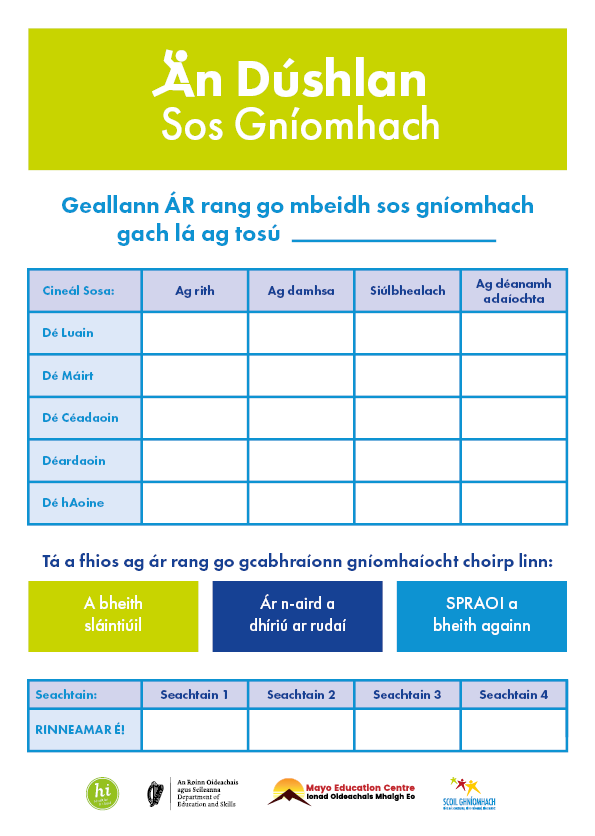 An Dúshlan
Sos Gníomhach
Geallann ÁR rang go mbeidh sos gníomhach
gach lá ag tosú
Cineál Sosa: Ag rith Ag damhsa Siúlbhealach Ag déanamh aclaíochta
Dé Luain
Dé Máirt
Dé Céadaoin
Déardaoin
Dé hAoine
Tá a fhios ag ár rang go gcabhraíonn gníomhaíocht choirp linn:
A bheith
sláintiúil
Ár n-aird a
dhíriú ar rudaí
SPRAOI a
bheith againn
Seachtain: Seachtain 1 Seachtain 2 Seachtain 3 Seachtain 4
RINNEAMAR É!
hi
An Roinn Oideachais
agus Scileanna
Department of
Education and Skills
Mayo Education Centre
Ionad Oideachais Mhaigh Eo
SCOIL GHNÍOMHACH